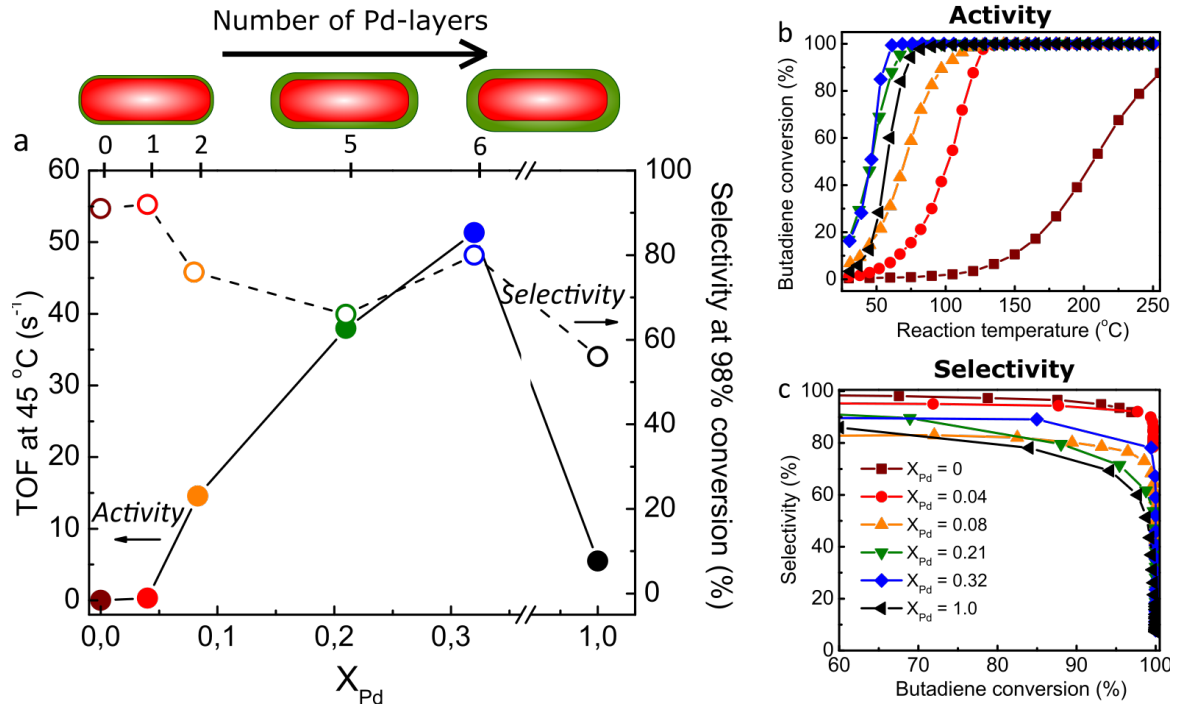 Number of Pd-layers
a
0 1 2 5 6
60
50
40
30
20
10
0
TOF at 45 °C (s⁻¹)
Activity
Selectivity
0,0 0,1 0,2 0,3 1,0
X_Pd
100
80
60
40
20
0
Selectivity at 98% conversion (%)
b
Activity
100
80
60
40
20
0
Butadiene conversion (%)
50 100 150 200 250
Reaction temperature (°C)
Selectivity
c
100
80
60
40
20
0
Selectivity (%)
X_Pd = 0
X_Pd = 0.04
X_Pd = 0.08
X_Pd = 0.21
X_Pd = 0.32
X_Pd = 1.0
60 70 80 90 100
Butadiene conversion (%)